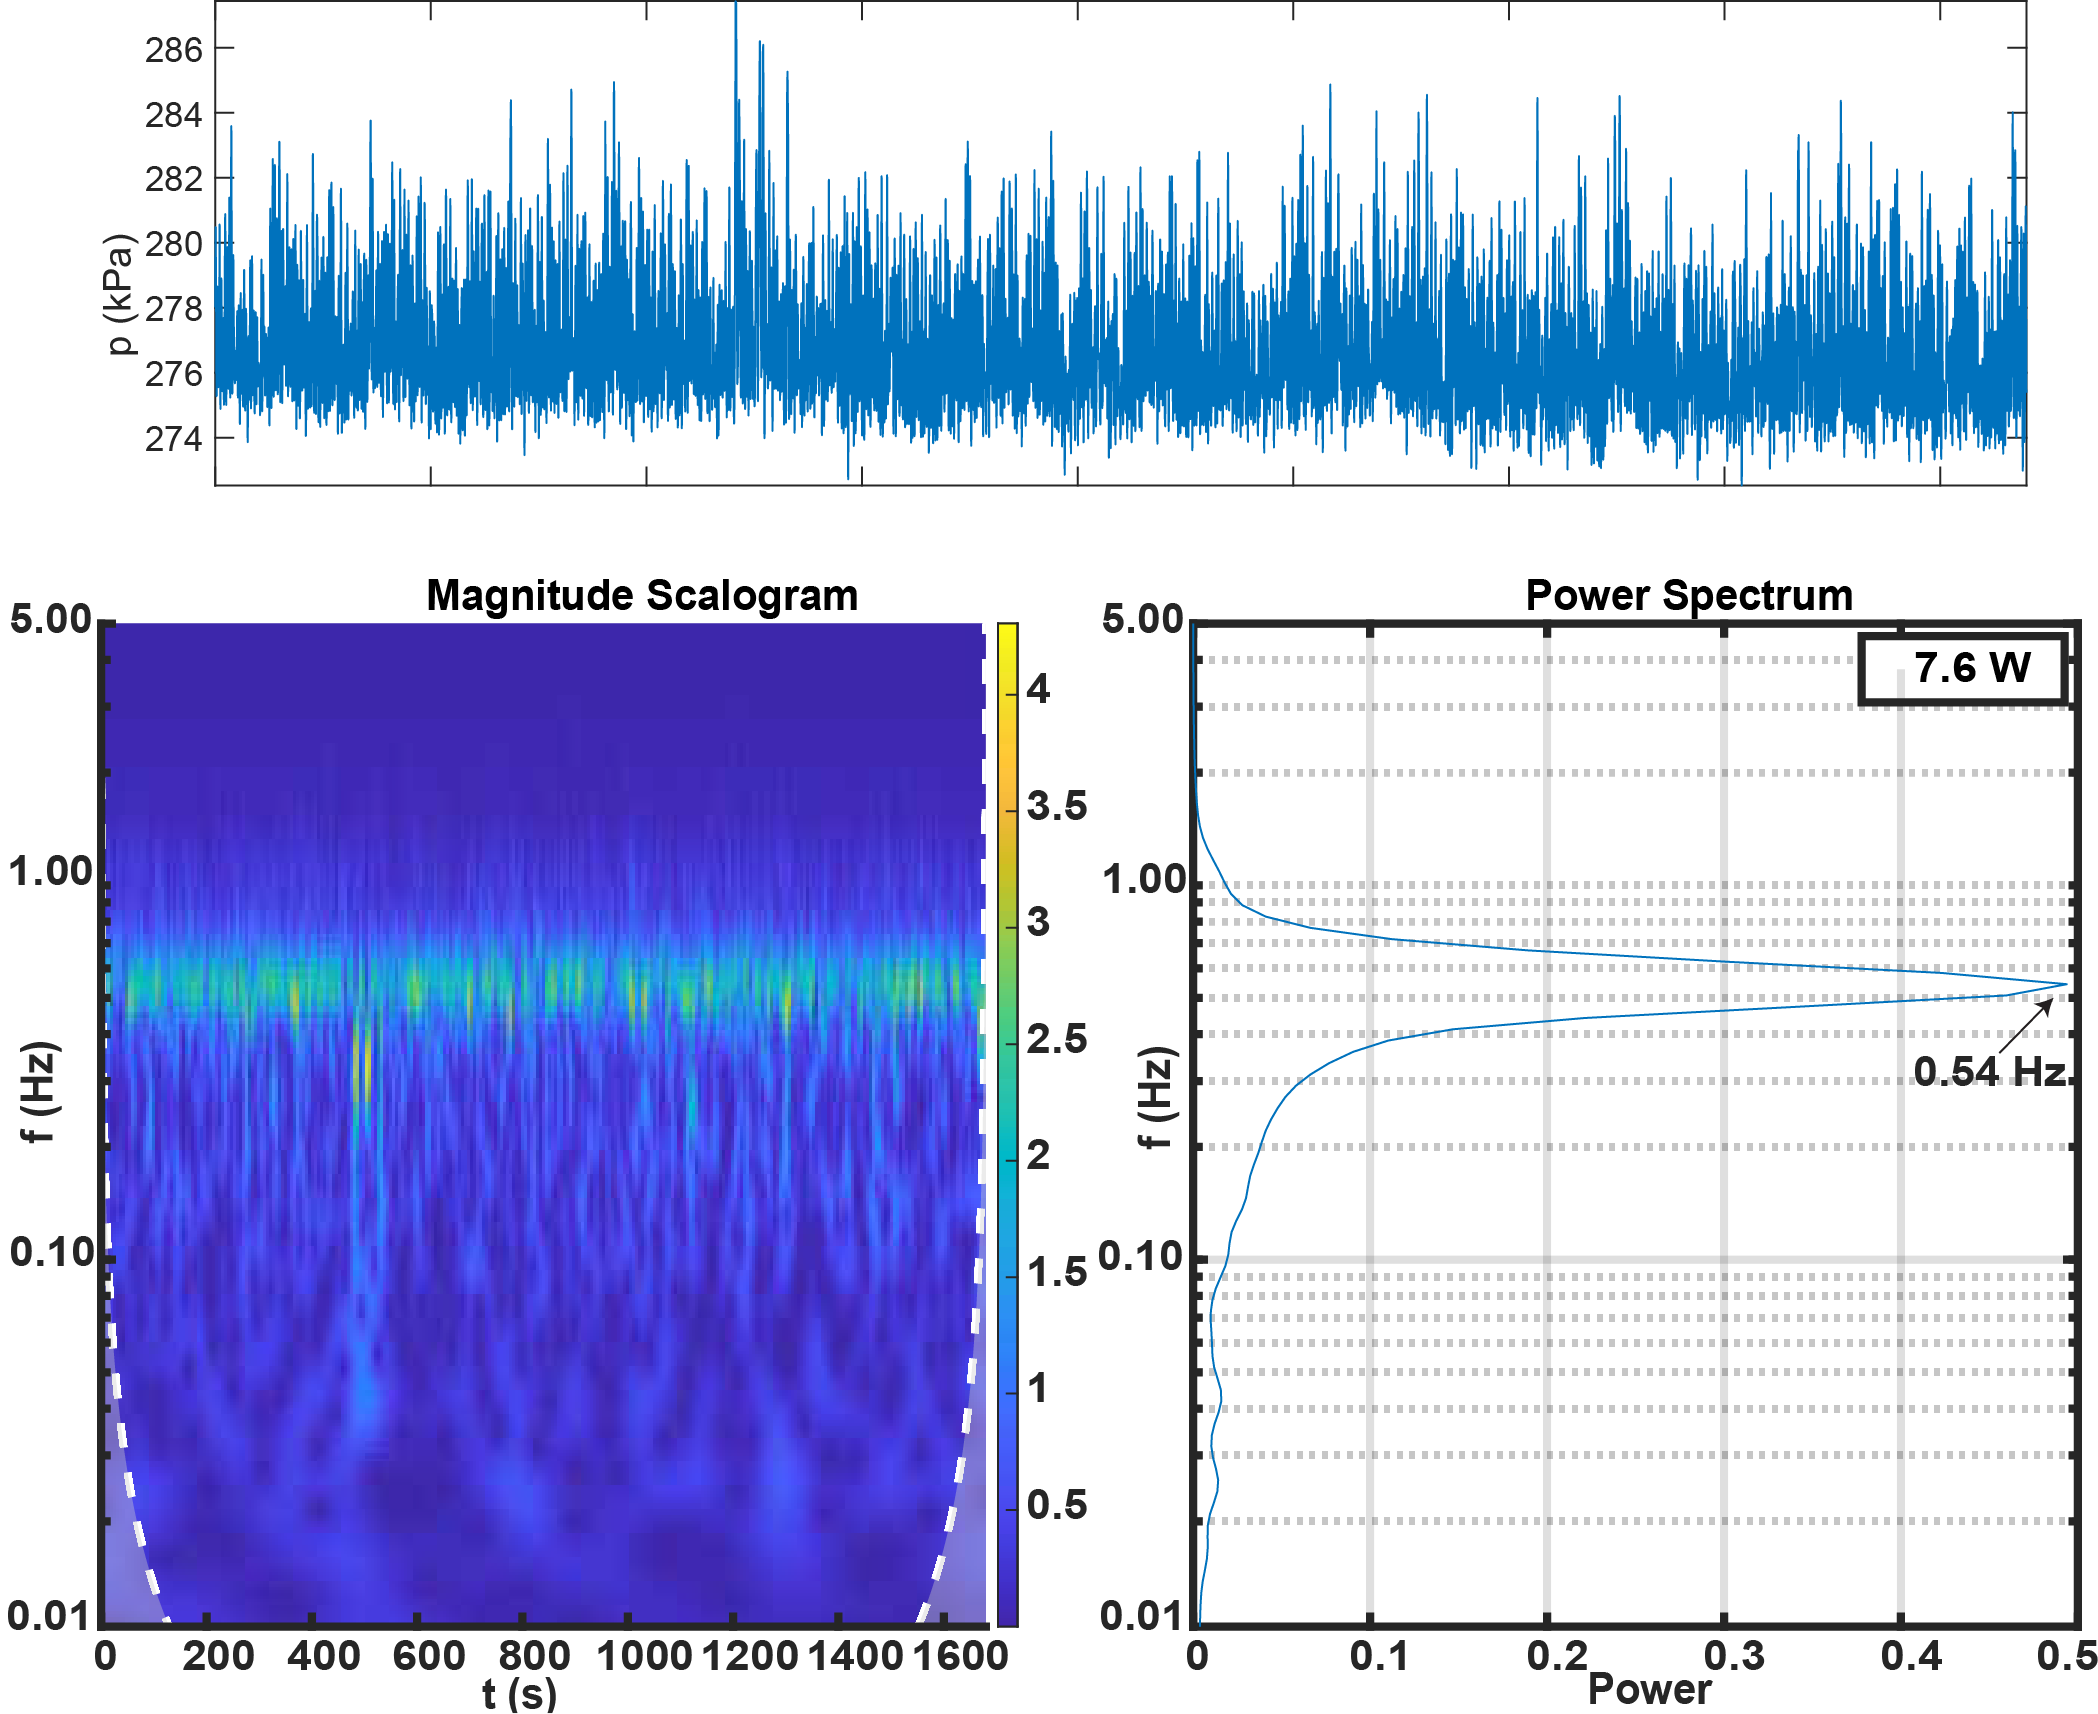 286
284
282
280
278
276
274
p (kPa)
Magnitude Scalogram
5.00
1.00
0.10
0.01
f (Hz)
0 200 400 600 800 1000 1200 1400 1600
t (s)
4
3.5
3
2.5
2
1.5
1
0.5
Power Spectrum
5.00
1.00
0.10
0.01
f (Hz)
7.6 W
0.54 Hz
0 0.1 0.2 0.3 0.4 0.5
Power